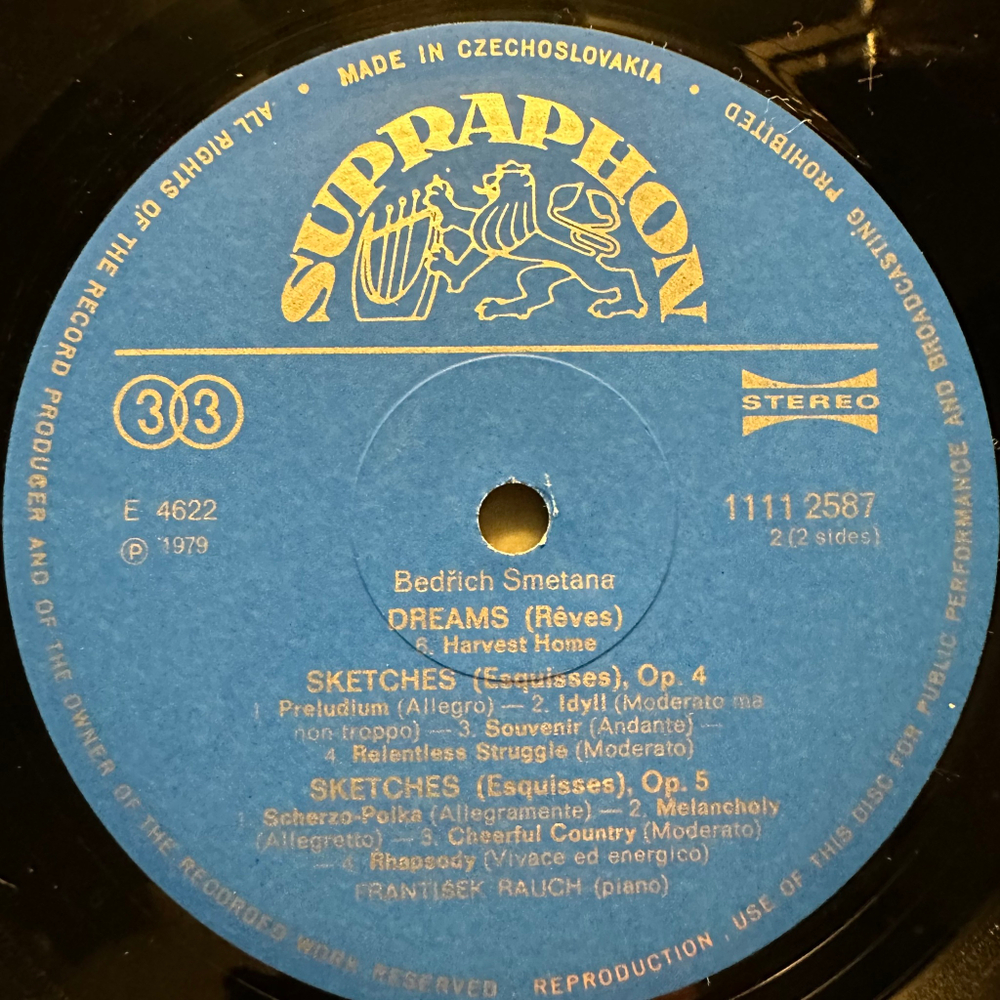 MADE IN CZECHOSLOVAKIA
ALL RIGHTS OF THE RECORD PRODUCER AND OF THE OWNER OF THE RECORDED WORK RESERVED
REPRODUCTION, USE OF THIS DISC FOR PUBLIC PERFORMANCE AND BROADCASTING PROHIBITED
SUPRAPHON
33
STEREO
E 4622
1111 2587
Ⓟ 1979
2 (2 sides)
Bedřich Smetana
DREAMS (Rêves)
6. Harvest Home
SKETCHES (Esquisses), Op. 4
1. Preludium (Allegro) — 2. Idyll (Moderato ma
non troppo) — 3. Souvenir (Andante) —
4. Relentless Struggle (Moderato)
SKETCHES (Esquisses), Op. 5
1. Scherzo-Polka (Allegramente) — 2. Melancholy
(Allegretto) — 3. Cheerful Country (Moderato)
— 4. Rhapsody (Vivace ed energico)
FRANTIŠEK RAUCH (piano)